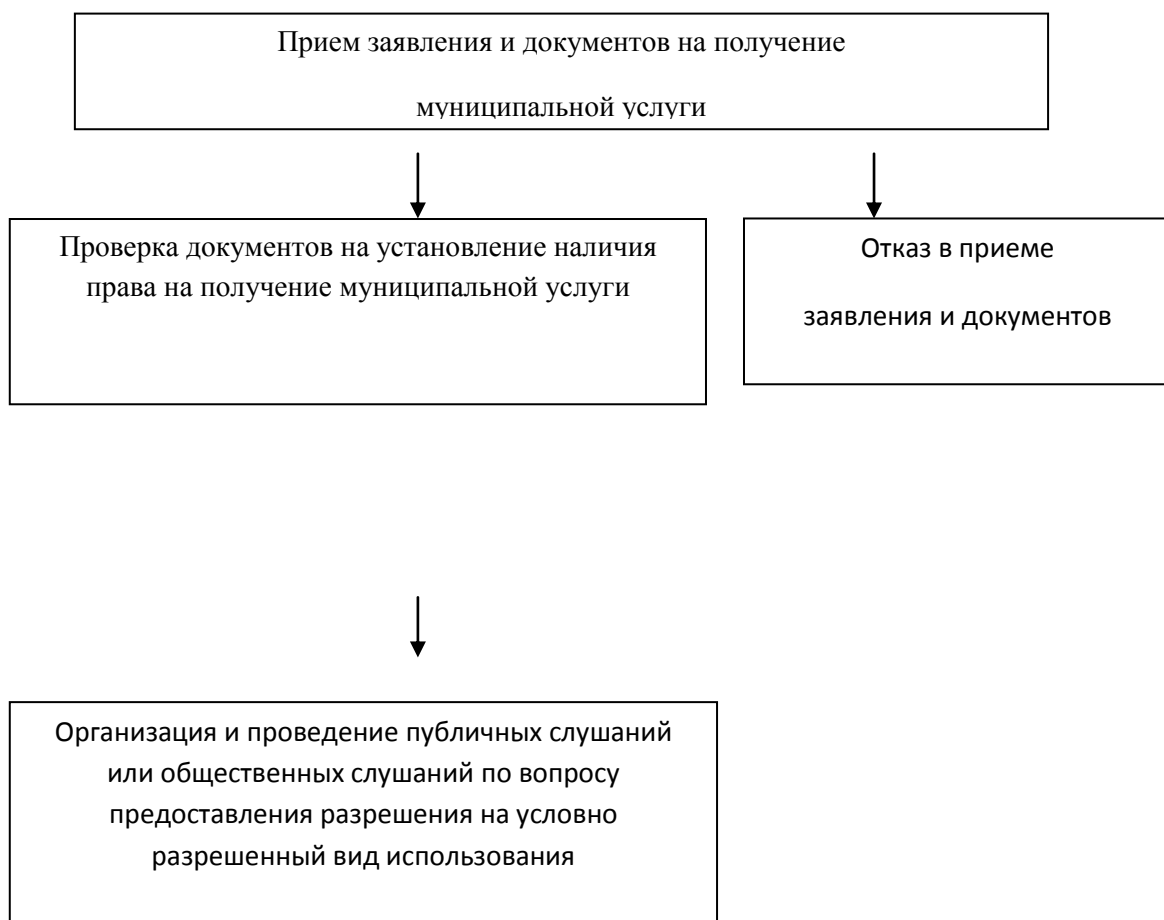 Прием заявления и документов на получение
муниципальной услуги
Проверка документов на установление наличия
права на получение муниципальной услуги
Отказ в приеме
заявления и документов
Организация и проведение публичных слушаний
или общественных слушаний по вопросу
предоставления разрешения на условно
разрешенный вид использования